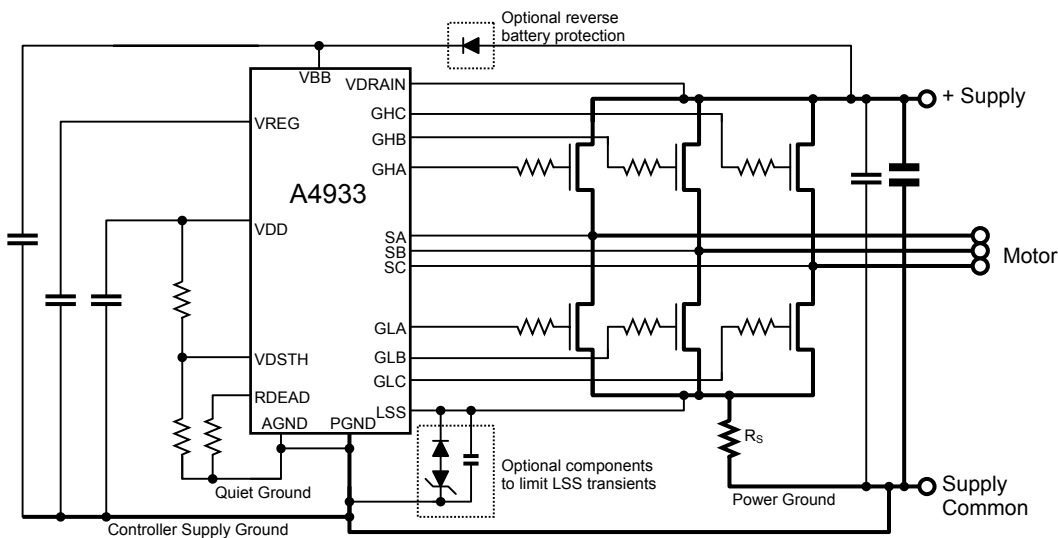 Optional reverse
battery protection
VBB
VDRAIN
+ Supply
GHC
VREG
GHB
GHA
A4933
VDD
SA
SB
SC
Motor
GLA
VDSTH
GLB
GLC
RDEAD
LSS
AGND
PGND
RS
Optional components
to limit LSS transients
Quiet Ground
Power Ground
Supply
Common
Controller Supply Ground